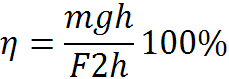 η = mgh / F2h 100%